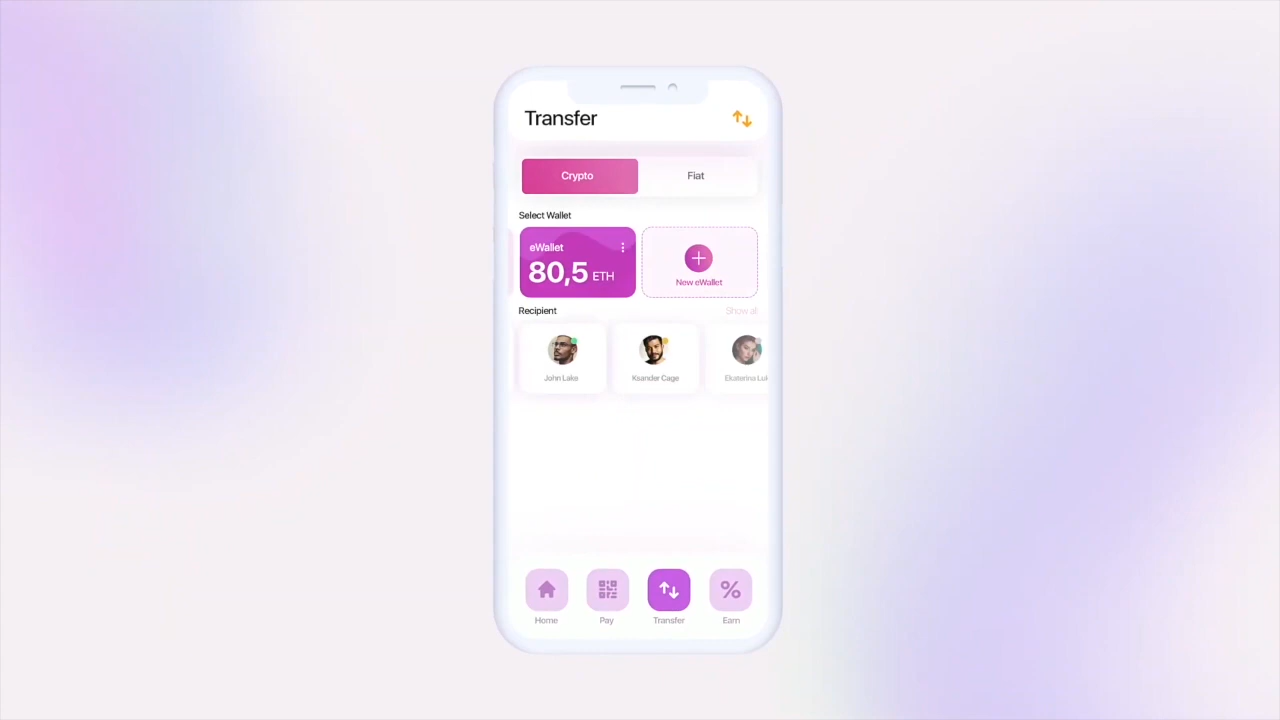 Transfer
Crypto Fiat
Select Wallet
eWallet
80,5 ETH
New eWallet
Recipient Show all
John Lake Ksander Cage Ekaterina
Home Pay Transfer Earn